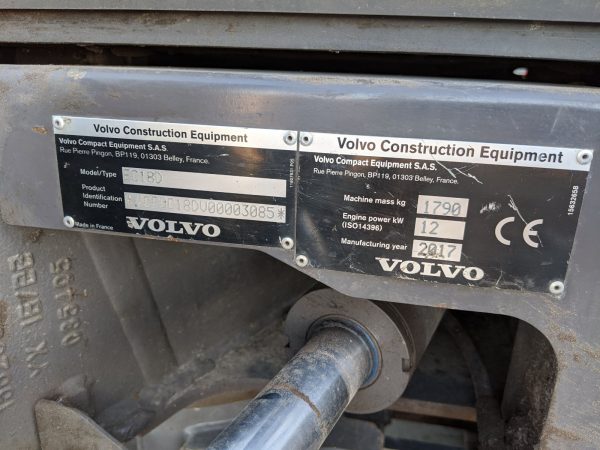 Volvo Construction Equipment
Volvo Compact Equipment S.A.S.
Rue Pierre Pingon, BP119, 01303 Belley, France.
Model/Type EC18D
Product
Identification
Number
Made in France
VOLVO
Volvo Construction Equipment
Volvo Compact Equipment S.A.S.
Rue Pierre Pingon, BP119, 01303 Belley, France.
Machine mass kg 1790
Engine power kW 12
(ISO14396)
Manufacturing year 2017
CE
VOLVO